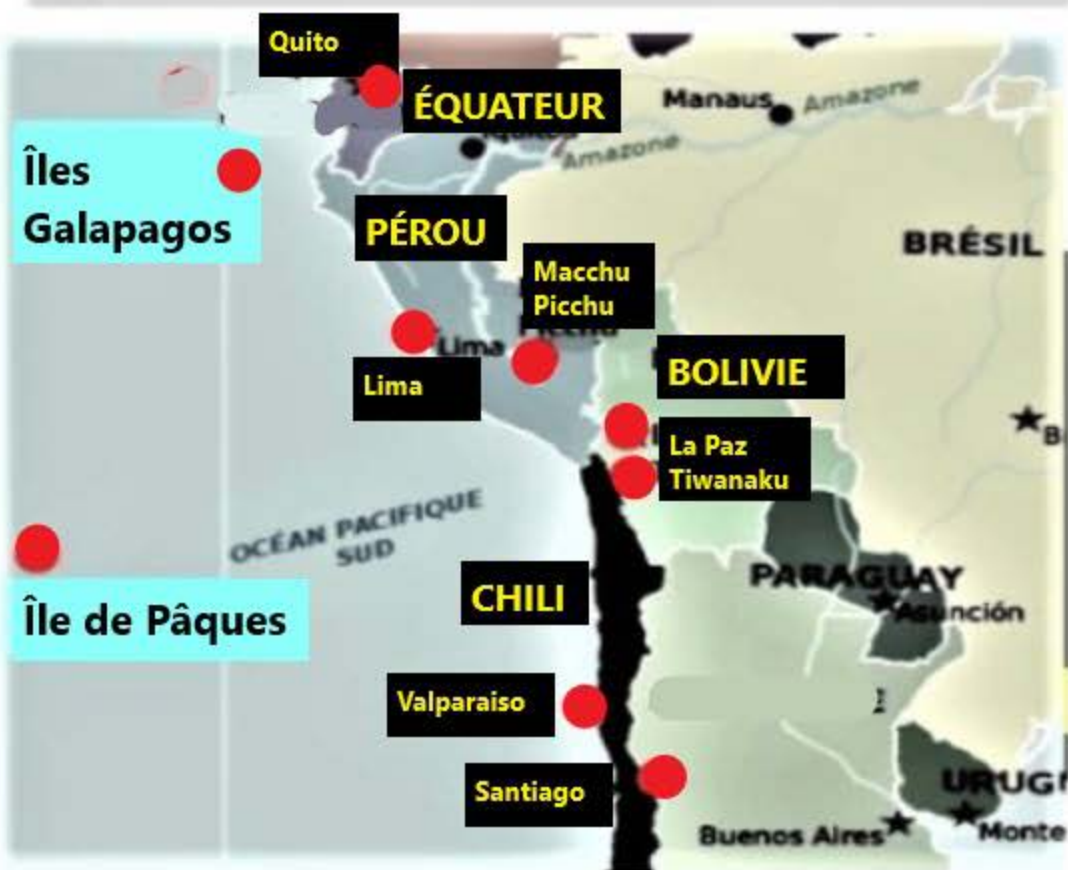 Quito
ÉQUATEUR
Manaus
Amazone
Amazone
Îles
Galapagos
PÉROU
BRÉSIL
Macchu
Picchu
Lima
Lima
BOLIVIE
La Paz
Tiwanaku
OCÉAN PACIFIQUE
SUD
CHILI
PARAGUAY
Asunción
Île de Pâques
Valparaiso
Santiago
URUG
Buenos Aires
Monte